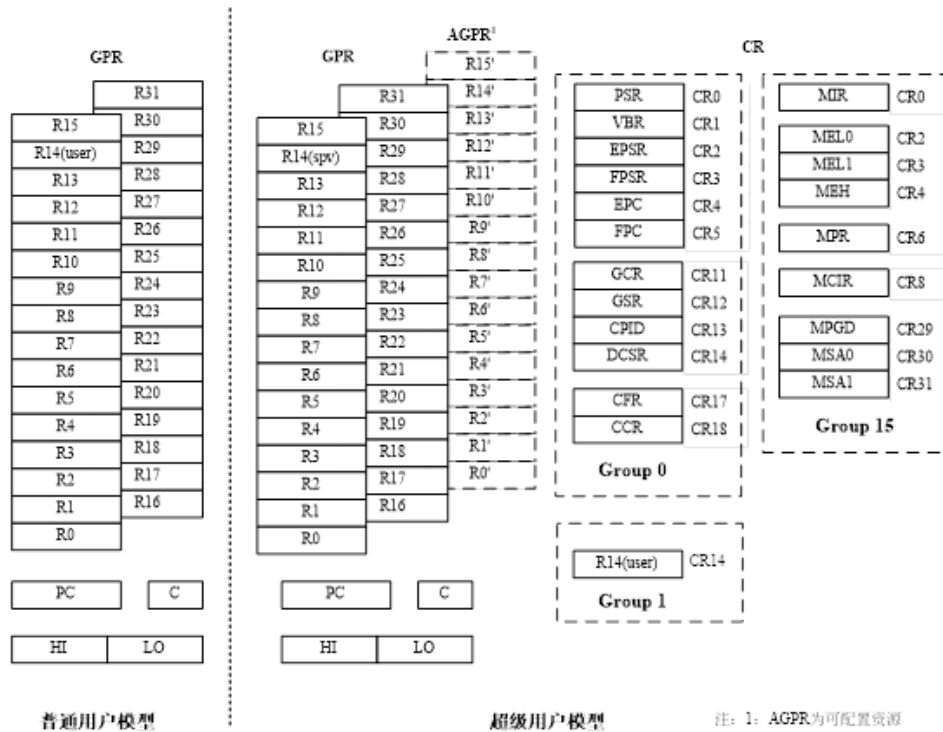 AGPR¹
GPR
GPR
CR
R31
R30
R29
R28
R27
R26
R25
R24
R23
R22
R21
R20
R19
R18
R17
R16
R15
R14(user)
R13
R12
R11
R10
R9
R8
R7
R6
R5
R4
R3
R2
R1
R0
PC
C
HI
LO
普通用户模型
R15'
R14'
R13'
R12'
R11'
R10'
R9'
R8'
R7'
R6'
R5'
R4'
R3'
R2'
R1'
R0'
R31
R30
R29
R28
R27
R26
R25
R24
R23
R22
R21
R20
R19
R18
R17
R16
R15
R14(spv)
R13
R12
R11
R10
R9
R8
R7
R6
R5
R4
R3
R2
R1
R0
PC
C
HI
LO
PSR CR0
VBR CR1
EPSR CR2
FPSR CR3
EPC CR4
FPC CR5
GCR CR11
GSR CR12
CPID CR13
DCSR CR14
CFR CR17
CCR CR18
Group 0
R14(user) CR14
Group 1
MIR CR0
MEL0 CR2
MEL1 CR3
MEH CR4
MPR CR6
MCIR CR8
MPGD CR29
MSA0 CR30
MSA1 CR31
Group 15
超级用户模型
注：1：AGPR为可配置资源